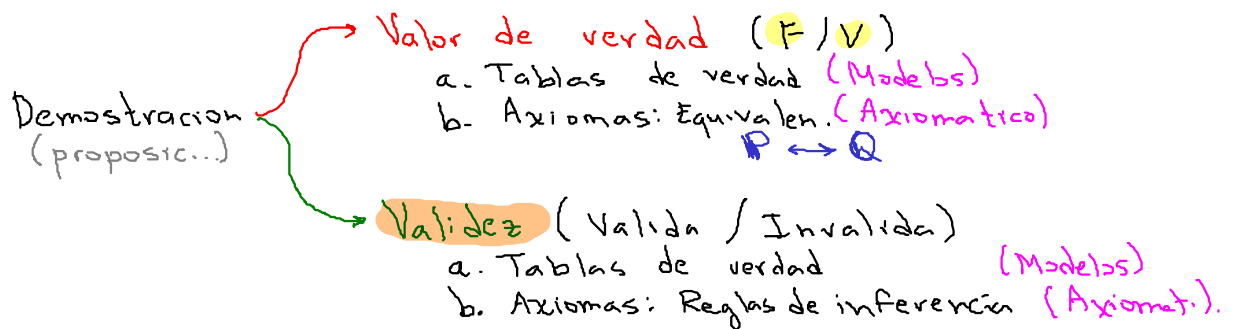 Valor de verdad (F/V)
a. Tablas de verdad (Modelos)
Demostracion
b. Axiomas: Equivalen. (Axiomatico)
(proposic...)
P ↔ Q
Validez (Valida / Invalida)
a. Tablas de verdad (Modelos)
b. Axiomas: Reglas de inferencia (Axiomati.).